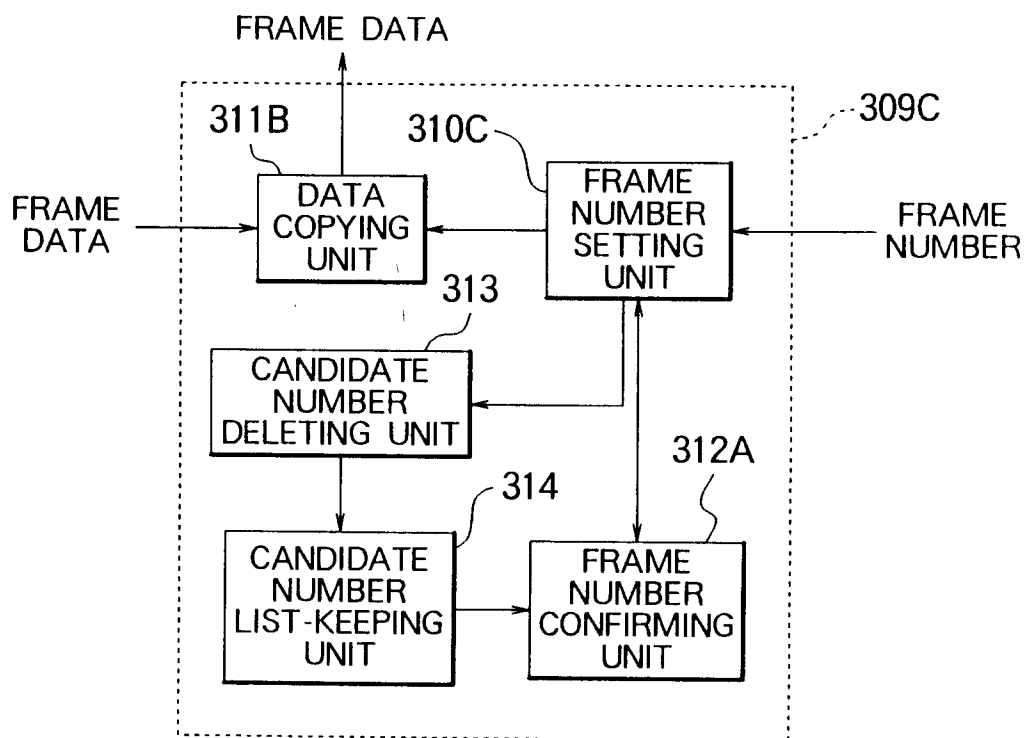 FRAME DATA
311B
310C
309C
DATA
COPYING
UNIT
FRAME
NUMBER
SETTING
UNIT
FRAME
DATA
FRAME
NUMBER
313
CANDIDATE
NUMBER
DELETING UNIT
314
312A
CANDIDATE
NUMBER
LIST-KEEPING
UNIT
FRAME
NUMBER
CONFIRMING
UNIT